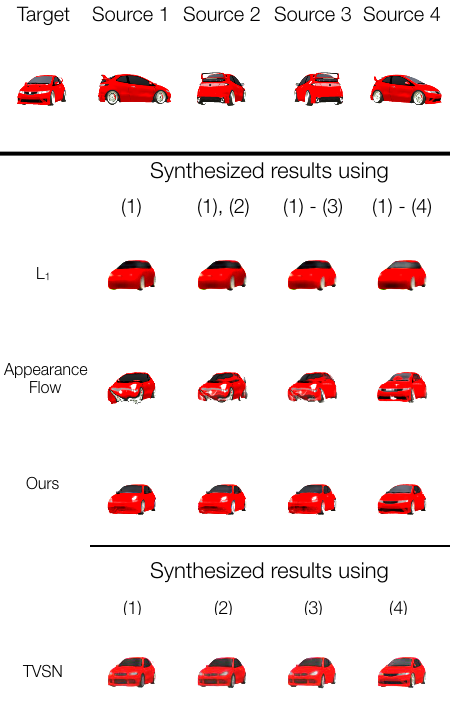 Target Source 1 Source 2 Source 3 Source 4
Synthesized results using
(1) (1), (2) (1) - (3) (1) - (4)
L₁
Appearance
Flow
Ours
Synthesized results using
(1) (2) (3) (4)
TVSN